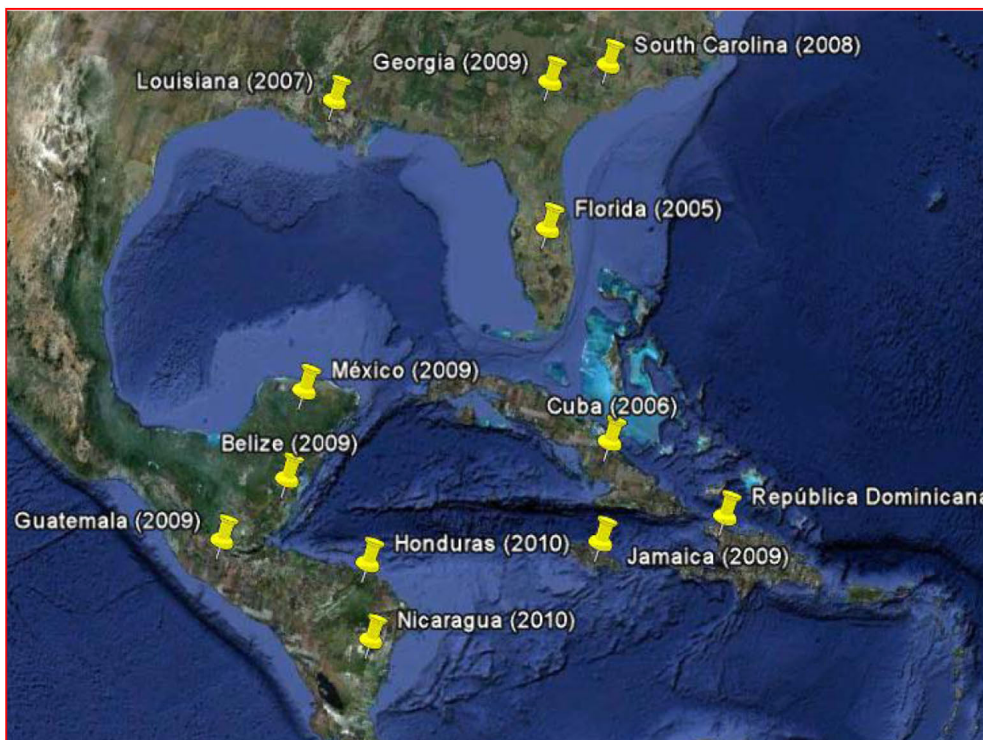 South Carolina (2008)
Georgia (2009)
Louisiana (2007)
Florida (2005)
México (2009)
Cuba (2006)
Belize (2009)
República Dominicana
Guatemala (2009)
Honduras (2010)
Jamaica (2009)
Nicaragua (2010)